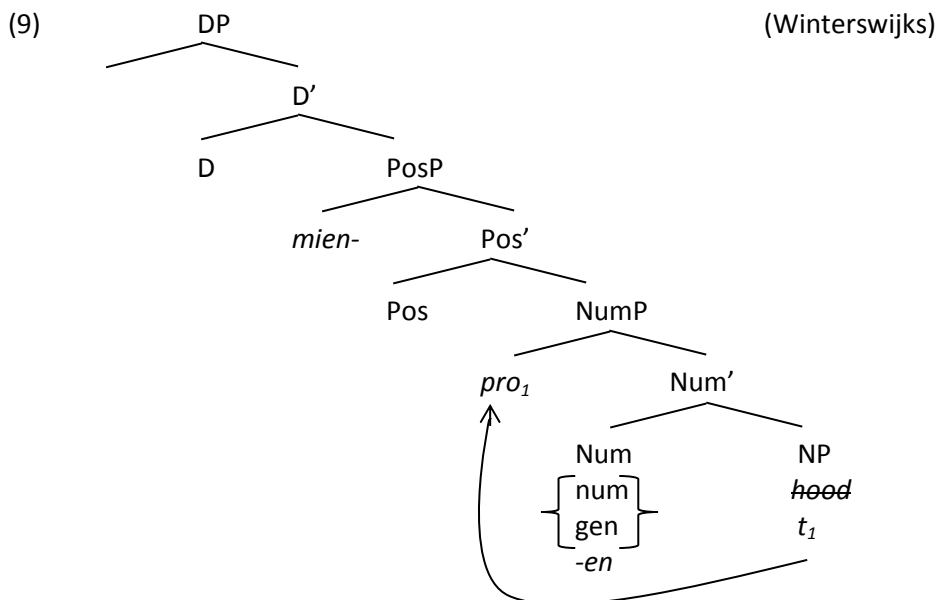 (9) DP (Winterswijks)
D’
D PosP
mien- Pos’
Pos NumP
pro₁ Num’
Num NP
num hood
gen t₁
-en